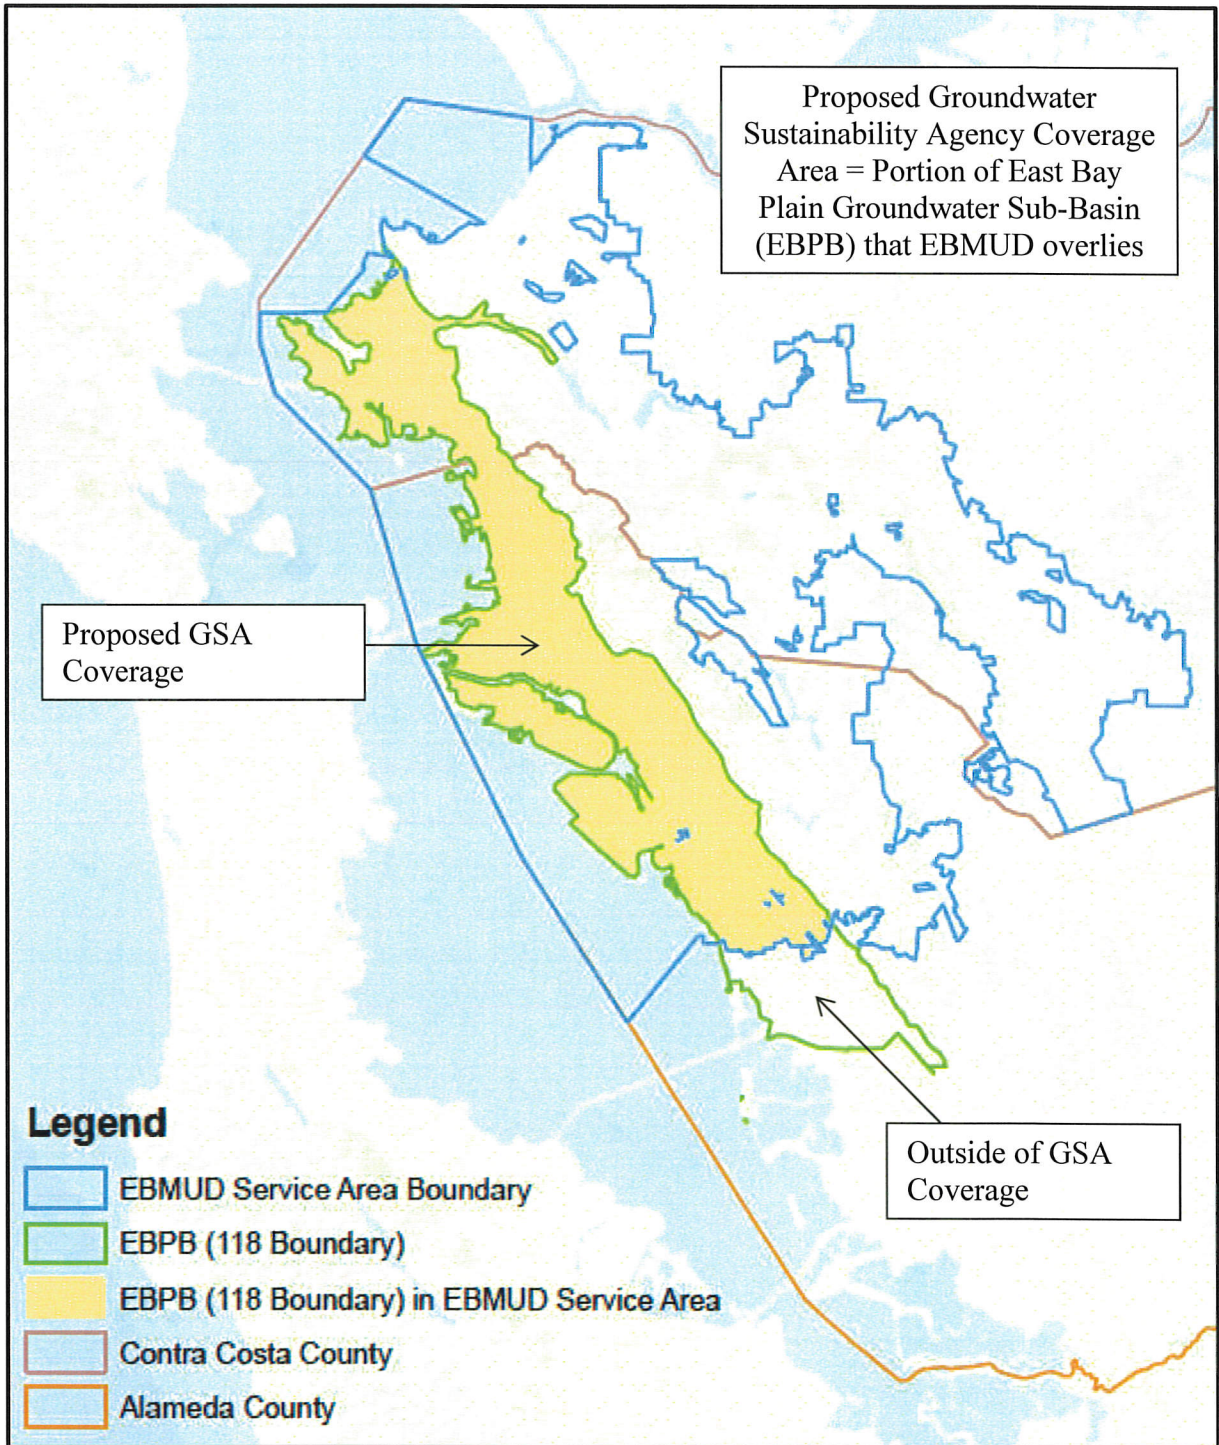 Proposed Groundwater
Sustainability Agency Coverage
Area = Portion of East Bay
Plain Groundwater Sub-Basin
(EBPB) that EBMUD overlies
Proposed GSA
Coverage
Outside of GSA
Coverage
Legend
EBMUD Service Area Boundary
EBPB (118 Boundary)
EBPB (118 Boundary) in EBMUD Service Area
Contra Costa County
Alameda County